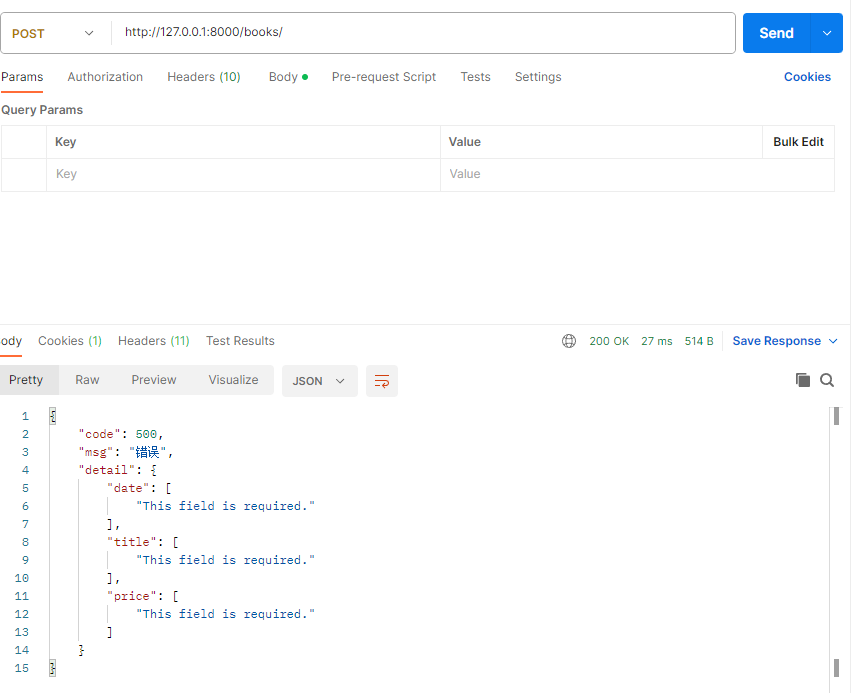 POST http://127.0.0.1:8000/books/ Send
Params Authorization Headers (10) Body Pre-request Script Tests Settings Cookies
Query Params
Key Value Bulk Edit
Key Value
ody Cookies (1) Headers (11) Test Results 200 OK 27 ms 514 B Save Response
Pretty Raw Preview Visualize JSON
1 {
2 "code": 500,
3 "msg": "错误",
4 "detail": {
5 "date": [
6 "This field is required."
7 ],
8 "title": [
9 "This field is required."
10 ],
11 "price": [
12 "This field is required."
13 ]
14 }
15 }